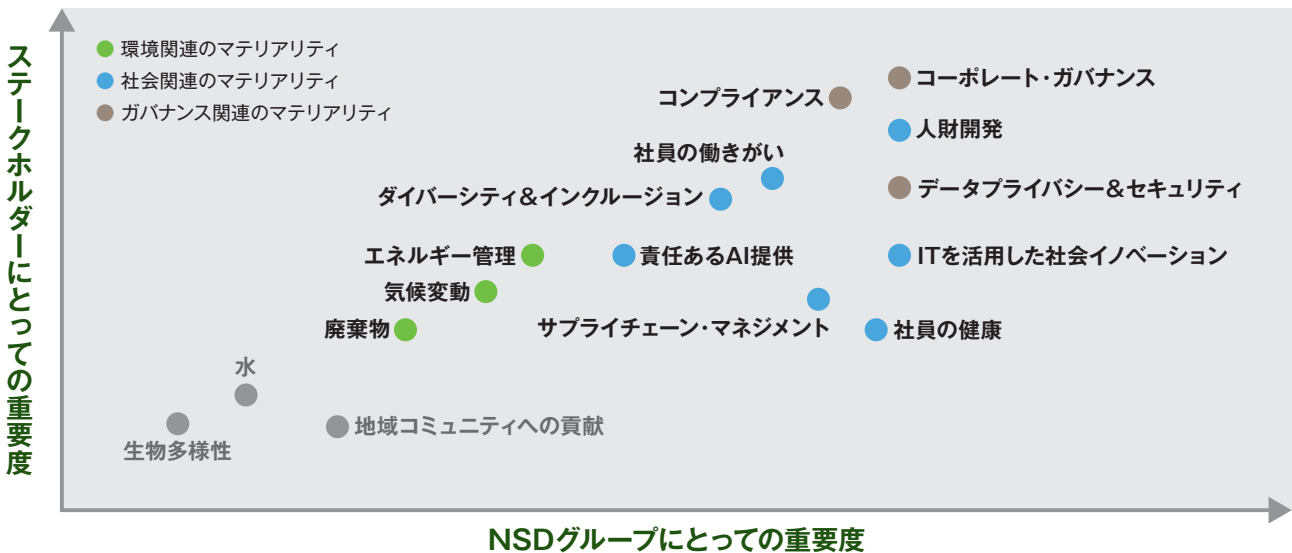 ステークホルダーにとっての重要度
環境関連のマテリアリティ
社会関連のマテリアリティ
ガバナンス関連のマテリアリティ
コーポレート・ガバナンス
コンプライアンス
人財開発
社員の働きがい
データプライバシー&セキュリティ
ダイバーシティ&インクルージョン
エネルギー管理
責任あるAI提供
ITを活用した社会イノベーション
気候変動
廃棄物
サプライチェーン・マネジメント
社員の健康
水
地域コミュニティへの貢献
生物多様性
NSDグループにとっての重要度